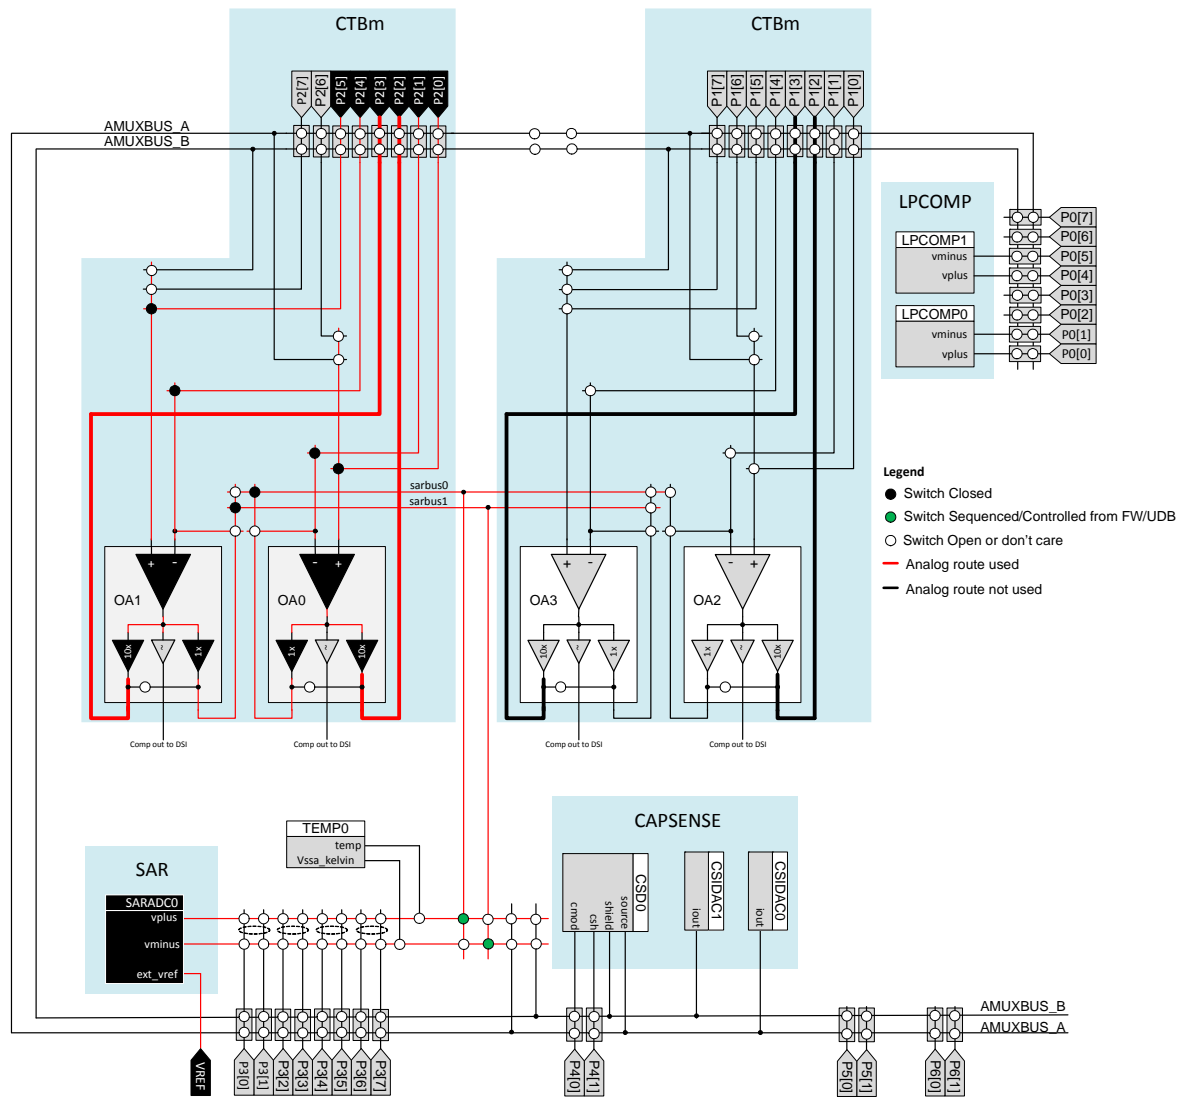 CTBm
CTBm
P2[7]
P2[6]
P2[5]
P2[4]
P2[3]
P2[2]
P2[1]
P2[0]
P1[7]
P1[6]
P1[5]
P1[4]
P1[3]
P1[2]
P1[1]
P1[0]
AMUXBUS_A
AMUXBUS_B
LPCOMP
LPCOMP1
vminus
vplus
LPCOMP0
vminus
vplus
P0[7]
P0[6]
P0[5]
P0[4]
P0[3]
P0[2]
P0[1]
P0[0]
Legend
Switch Closed
Switch Sequenced/Controlled from FW/UDB
Switch Open or don't care
Analog route used
Analog route not used
sarbus0
sarbus1
+ -
OA1
10x
~
1x
- +
OA0
1x
~
10x
+ -
OA3
10x
~
1x
- +
OA2
1x
~
10x
Comp out to DSI
Comp out to DSI
Comp out to DSI
Comp out to DSI
TEMP0
temp
Vssa_kelvin
SAR
SARADC0
vplus
vminus
ext_vref
CAPSENSE
CSD0
cmod
csh
shield
source
CSIDAC1
iout
CSIDAC0
iout
AMUXBUS_B
AMUXBUS_A
VREF
P3[0]
P3[1]
P3[2]
P3[3]
P3[4]
P3[5]
P3[6]
P3[7]
P4[0]
P4[1]
P5[0]
P5[1]
P6[0]
P6[1]